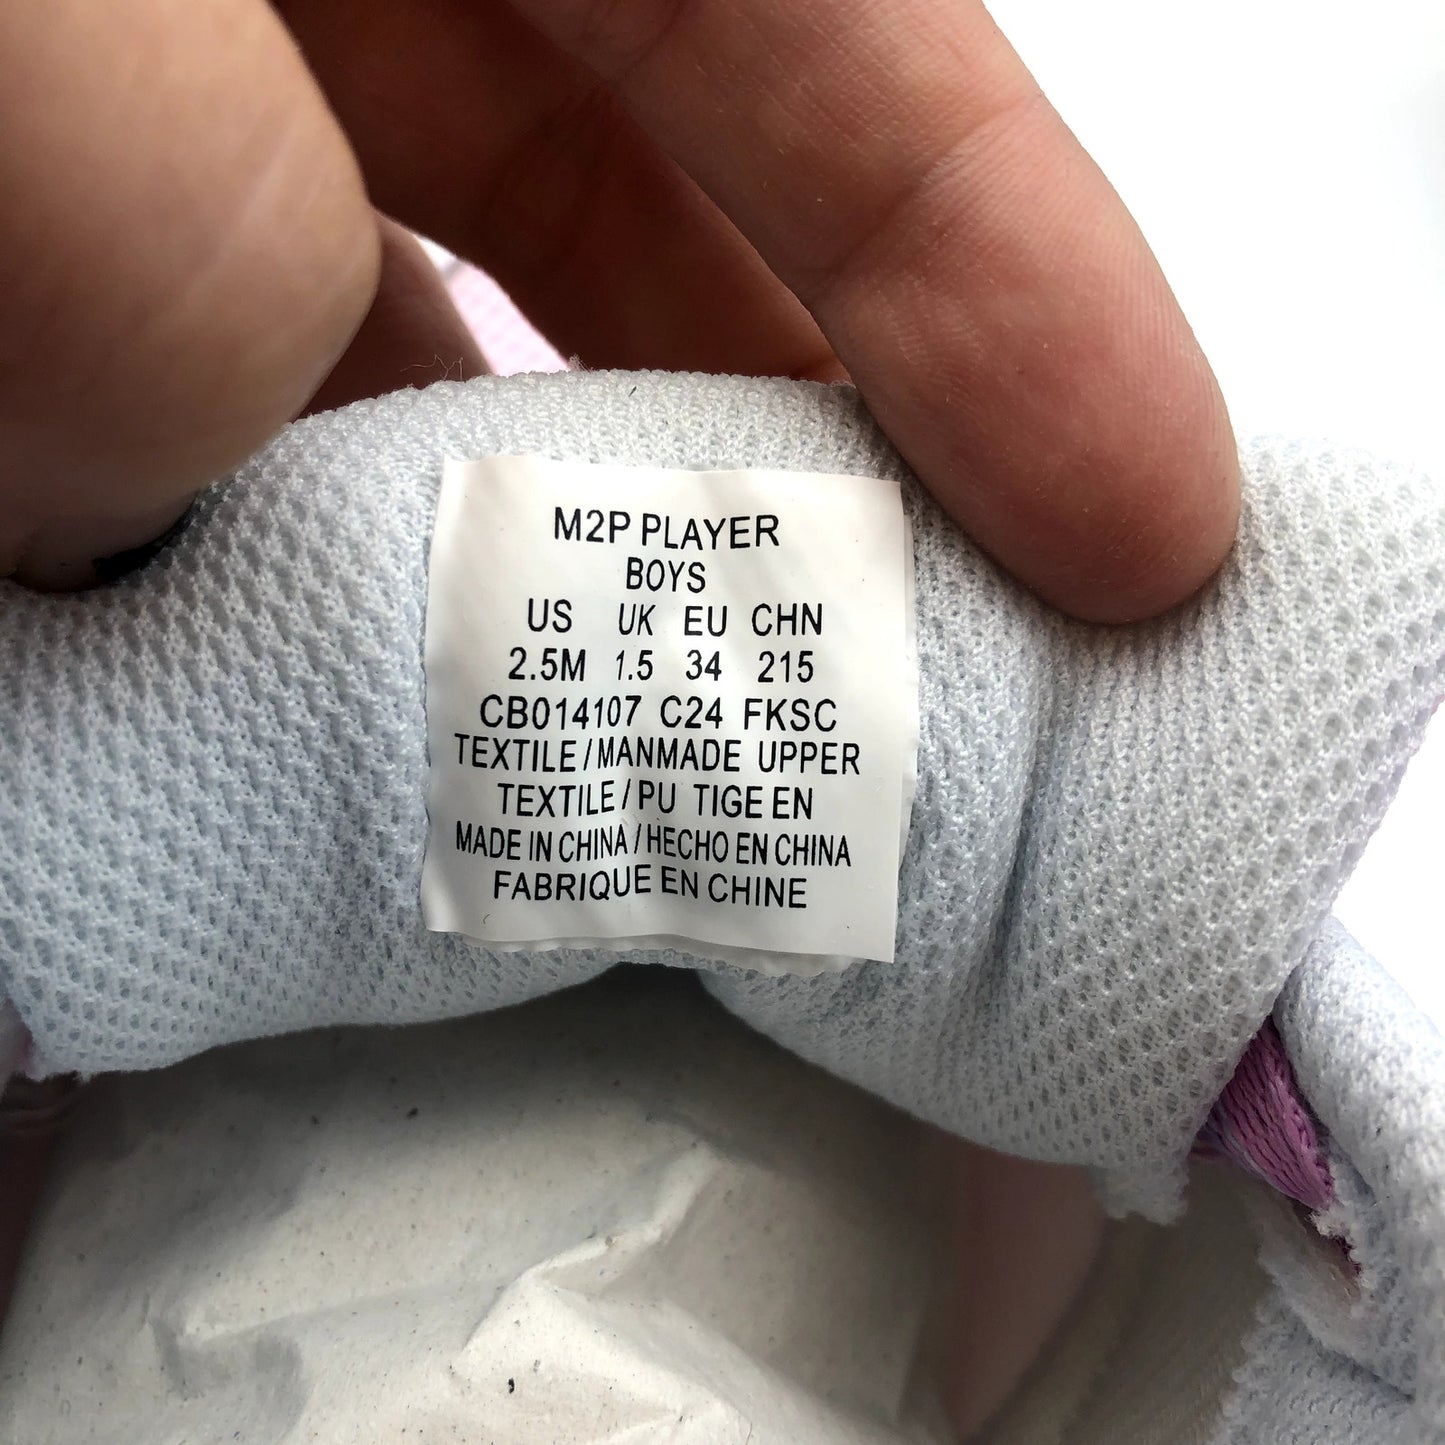 M2P PLAYER
BOYS
US UK EU CHN
2.5M 1.5 34 215
CB014107 C24 FKSC
TEXTILE/MANMADE UPPER
TEXTILE/PU TIGE EN
MADE IN CHINA/HECHO EN CHINA
FABRIQUE EN CHINE